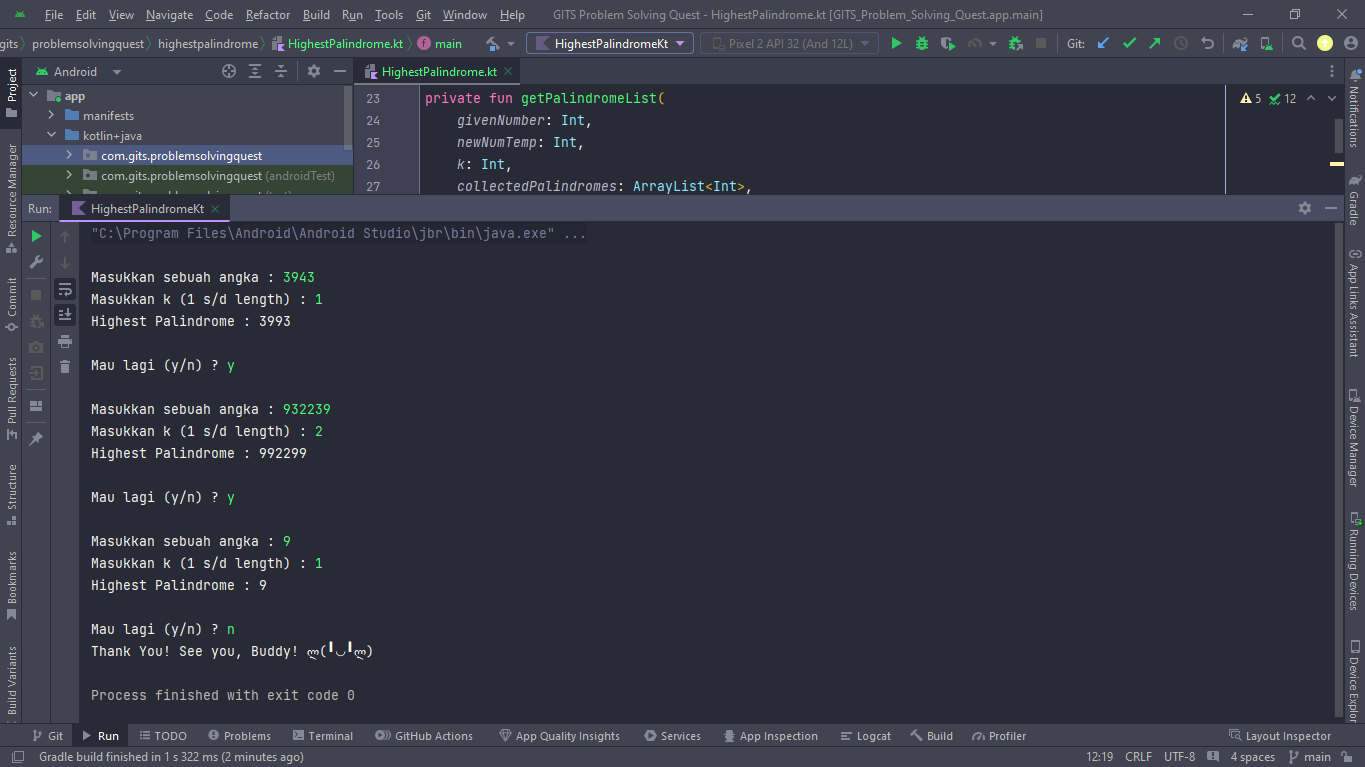 File Edit View Navigate Code Refactor Build Run Tools Git Window Help GITS Problem Solving Quest - HighestPalindrome.kt [GITS_Problem_Solving_Quest.app.main]
gits problemsolvingquest highestpalindrome HighestPalindrome.kt main HighestPalindromeKt Pixel 2 API 32 (And 12L) Git:
Android HighestPalindrome.kt
app
manifests
kotlin+java
com.gits.problemsolvingquest
com.gits.problemsolvingquest (androidTest)
23 private fun getPalindromeList(
24 givenNumber: Int,
25 newNumTemp: Int,
26 k: Int,
27 collectedPalindromes: ArrayList<Int>,
5 12
Run: HighestPalindromeKt
"C:\Program Files\Android\Android Studio\jbr\bin\java.exe" ...
Masukkan sebuah angka : 3943
Masukkan k (1 s/d length) : 1
Highest Palindrome : 3993
Mau lagi (y/n) ? y
Masukkan sebuah angka : 932239
Masukkan k (1 s/d length) : 2
Highest Palindrome : 992299
Mau lagi (y/n) ? y
Masukkan sebuah angka : 9
Masukkan k (1 s/d length) : 1
Highest Palindrome : 9
Mau lagi (y/n) ? n
Thank You! See you, Buddy! ლ(╹◡╹ლ)
Process finished with exit code 0
Project
Resource Manager
Commit
Pull Requests
Structure
Bookmarks
Build Variants
Notifications
Gradle
App Links Assistant
Device Manager
Running Devices
Device Explor
Git Run TODO Problems Terminal GitHub Actions App Quality Insights Services App Inspection Logcat Build Profiler Layout Inspector
Gradle build finished in 1 s 322 ms (2 minutes ago) 12:19 CRLF UTF-8 4 spaces main